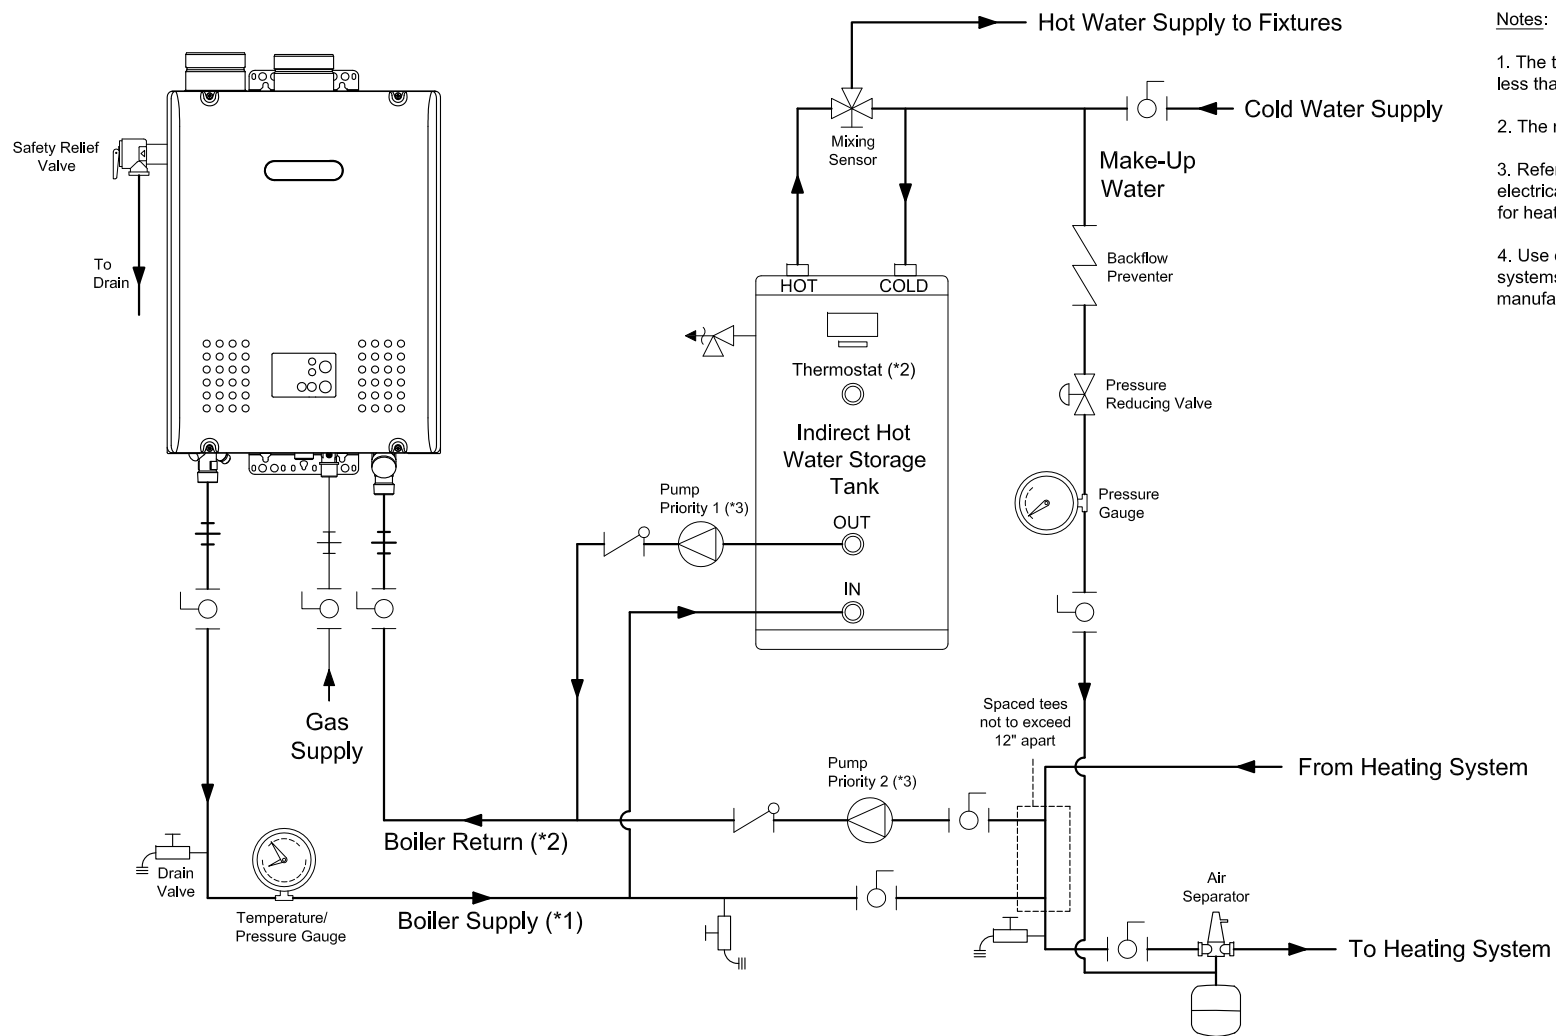 Hot Water Supply to Fixtures
Notes:
1. The t
less tha
Cold Water Supply
2. The r
Safety Relief
Valve
Mixing
Sensor
Make-Up
Water
3. Refer
electrica
for heat
To
Drain
Backflow
Preventer
4. Use
systems
manufa
HOT
COLD
Thermostat (*2)
Pressure
Reducing Valve
Indirect Hot
Water Storage
Tank
Pump
Priority 1 (*3)
Pressure
Gauge
OUT
IN
Gas
Supply
Spaced tees
not to exceed
12" apart
Pump
Priority 2 (*3)
From Heating System
Boiler Return (*2)
Drain
Valve
Air
Separator
Temperature/
Pressure Gauge
Boiler Supply (*1)
To Heating System